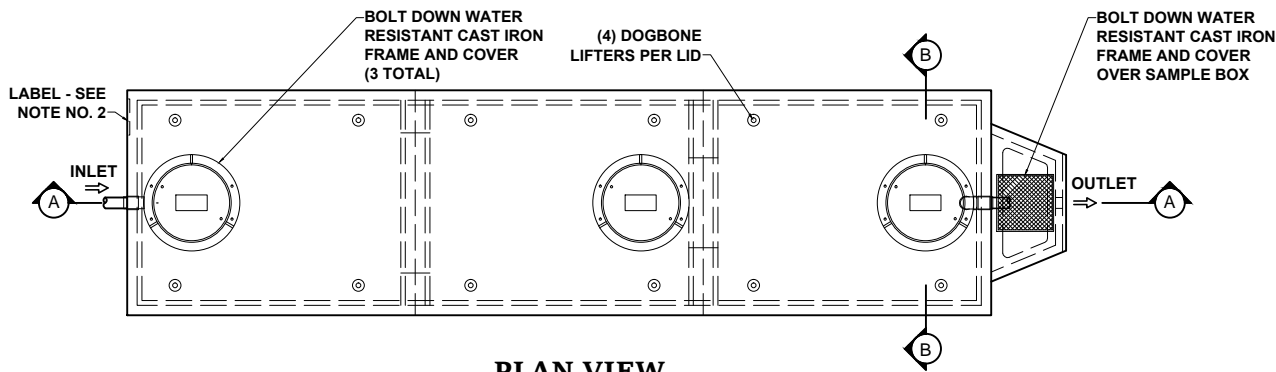 BOLT DOWN WATER
RESISTANT CAST IRON
FRAME AND COVER
(3 TOTAL)
(4) DOGBONE
LIFTERS PER LID
B
BOLT DOWN WATER
RESISTANT CAST IRON
FRAME AND COVER
OVER SAMPLE BOX
LABEL - SEE
NOTE NO. 2
INLET
A
OUTLET
A
B
PLAN VIEW